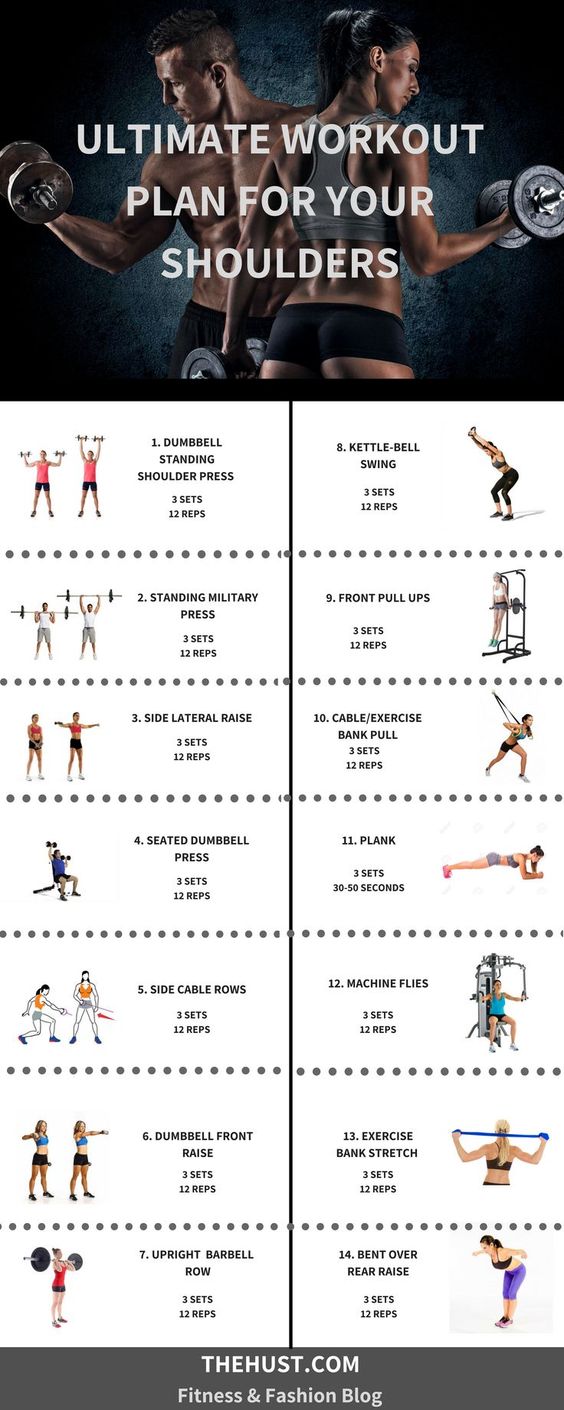 ULTIMATE WORKOUT
PLAN FOR YOUR
SHOULDERS
1. DUMBBELL
STANDING
SHOULDER PRESS
3 SETS
12 REPS
2. STANDING MILITARY
PRESS
3 SETS
12 REPS
3. SIDE LATERAL RAISE
3 SETS
12 REPS
4. SEATED DUMBBELL
PRESS
3 SETS
12 REPS
5. SIDE CABLE ROWS
3 SETS
12 REPS
6. DUMBBELL FRONT
RAISE
3 SETS
12 REPS
7. UPRIGHT BARBELL
ROW
3 SETS
12 REPS
8. KETTLE-BELL
SWING
3 SETS
12 REPS
9. FRONT PULL UPS
3 SETS
12 REPS
10. CABLE/EXERCISE
BANK PULL
3 SETS
12 REPS
11. PLANK
3 SETS
30-50 SECONDS
12. MACHINE FLIES
3 SETS
12 REPS
13. EXERCISE
BANK STRETCH
3 SETS
12 REPS
14. BENT OVER
REAR RAISE
3 SETS
12 REPS
THEHUST.COM
Fitness & Fashion Blog